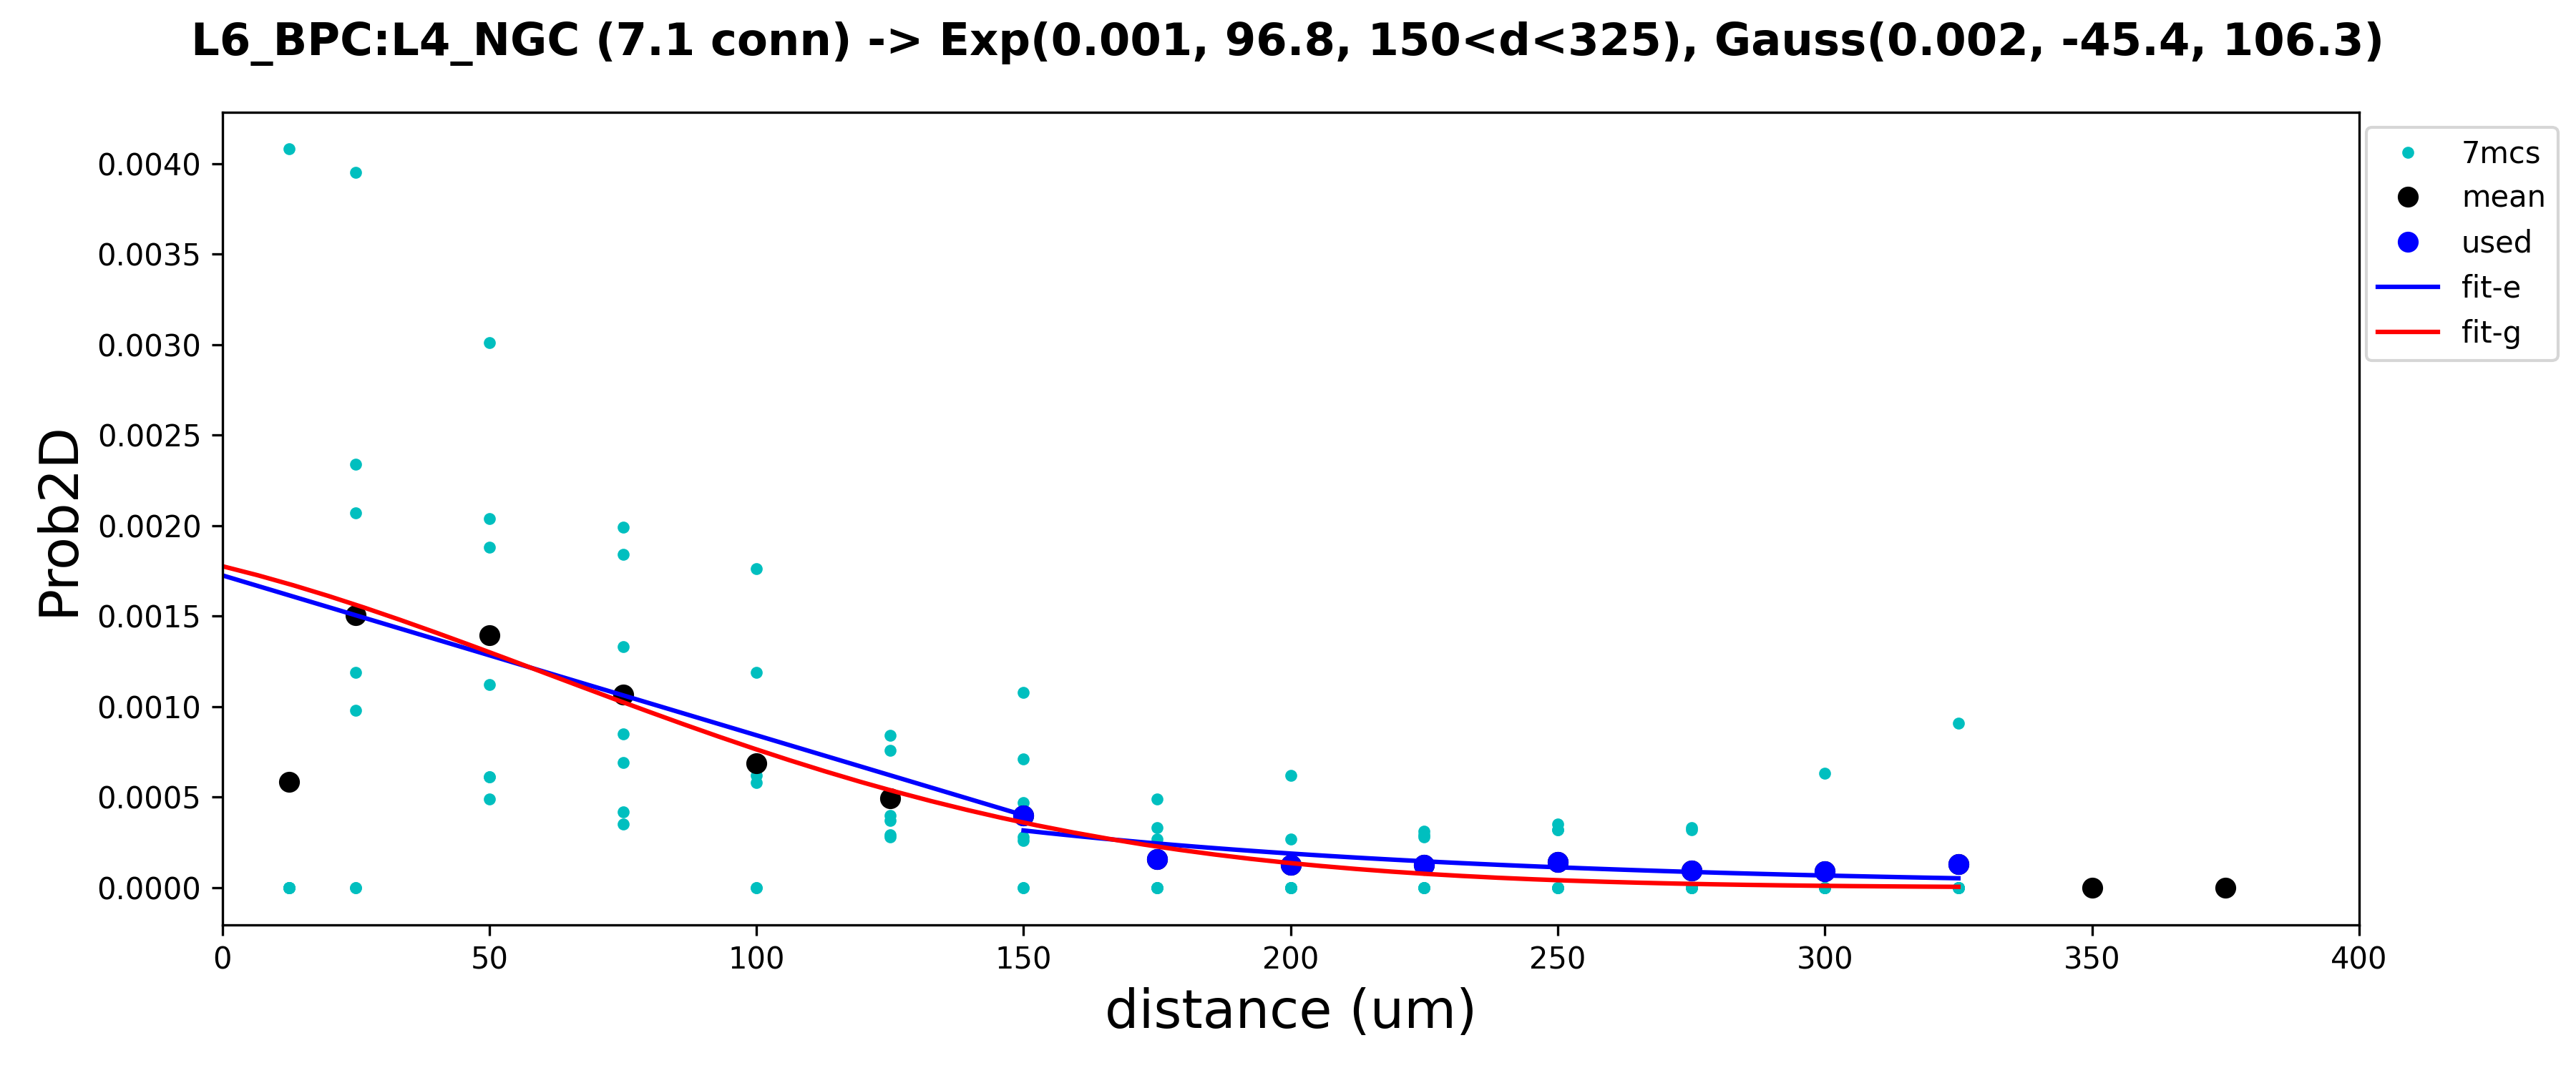 L6_BPC:L4_NGC (7.1 conn) -> Exp(0.001, 96.8, 150<d<325), Gauss(0.002, -45.4, 106.3)
7mcs
mean
used
fit-e
fit-g
Prob2D
0.0040
0.0035
0.0030
0.0025
0.0020
0.0015
0.0010
0.0005
0.0000
0 50 100 150 200 250 300 350 400
distance (um)